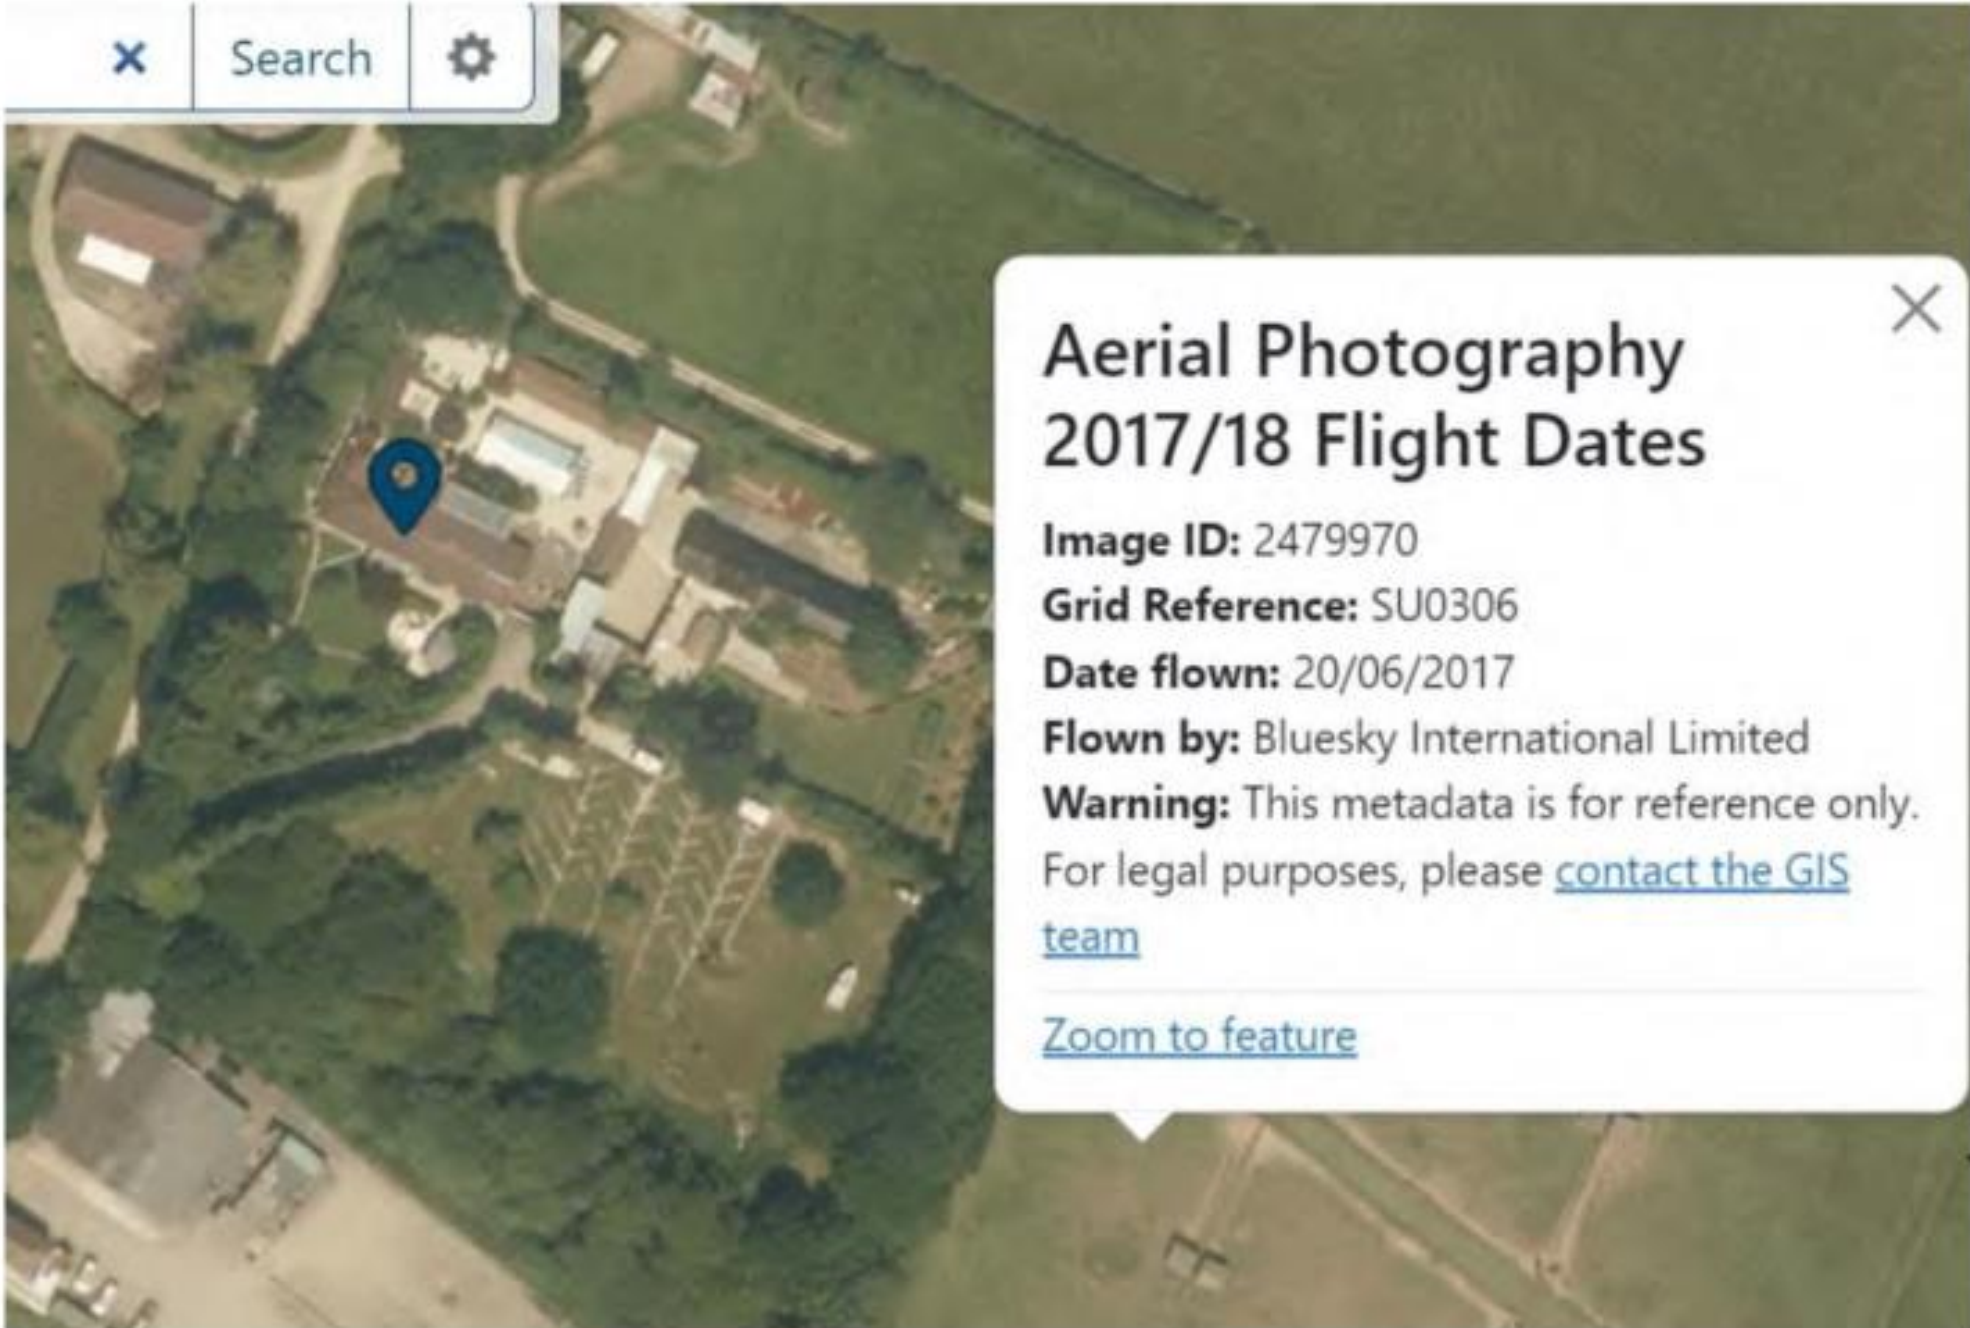 Search
Aerial Photography
2017/18 Flight Dates
Image ID: 2479970
Grid Reference: SU0306
Date flown: 20/06/2017
Flown by: Bluesky International Limited
Warning: This metadata is for reference only.
For legal purposes, please contact the GIS
team
Zoom to feature